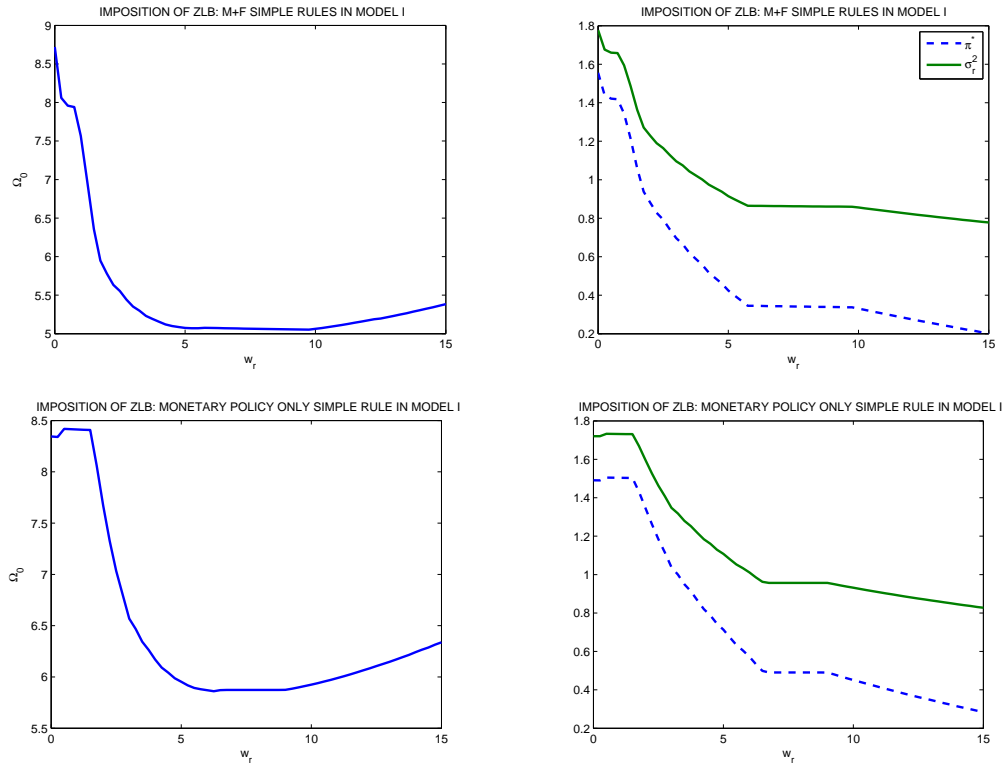 IMPOSITION OF ZLB: M+F SIMPLE RULES IN MODEL I
9
8.5
8
7.5
7
6.5
6
5.5
5
Ω0
0 5 10 15
wr
IMPOSITION OF ZLB: M+F SIMPLE RULES IN MODEL I
π*
σr2
1.8
1.6
1.4
1.2
1
0.8
0.6
0.4
0.2
0 5 10 15
wr
IMPOSITION OF ZLB: MONETARY POLICY ONLY SIMPLE RULE IN MODEL I
8.5
8
7.5
7
6.5
6
5.5
Ω0
0 5 10 15
wr
IMPOSITION OF ZLB: MONETARY POLICY ONLY SIMPLE RULE IN MODEL I
1.8
1.6
1.4
1.2
1
0.8
0.6
0.4
0.2
0 5 10 15
wr